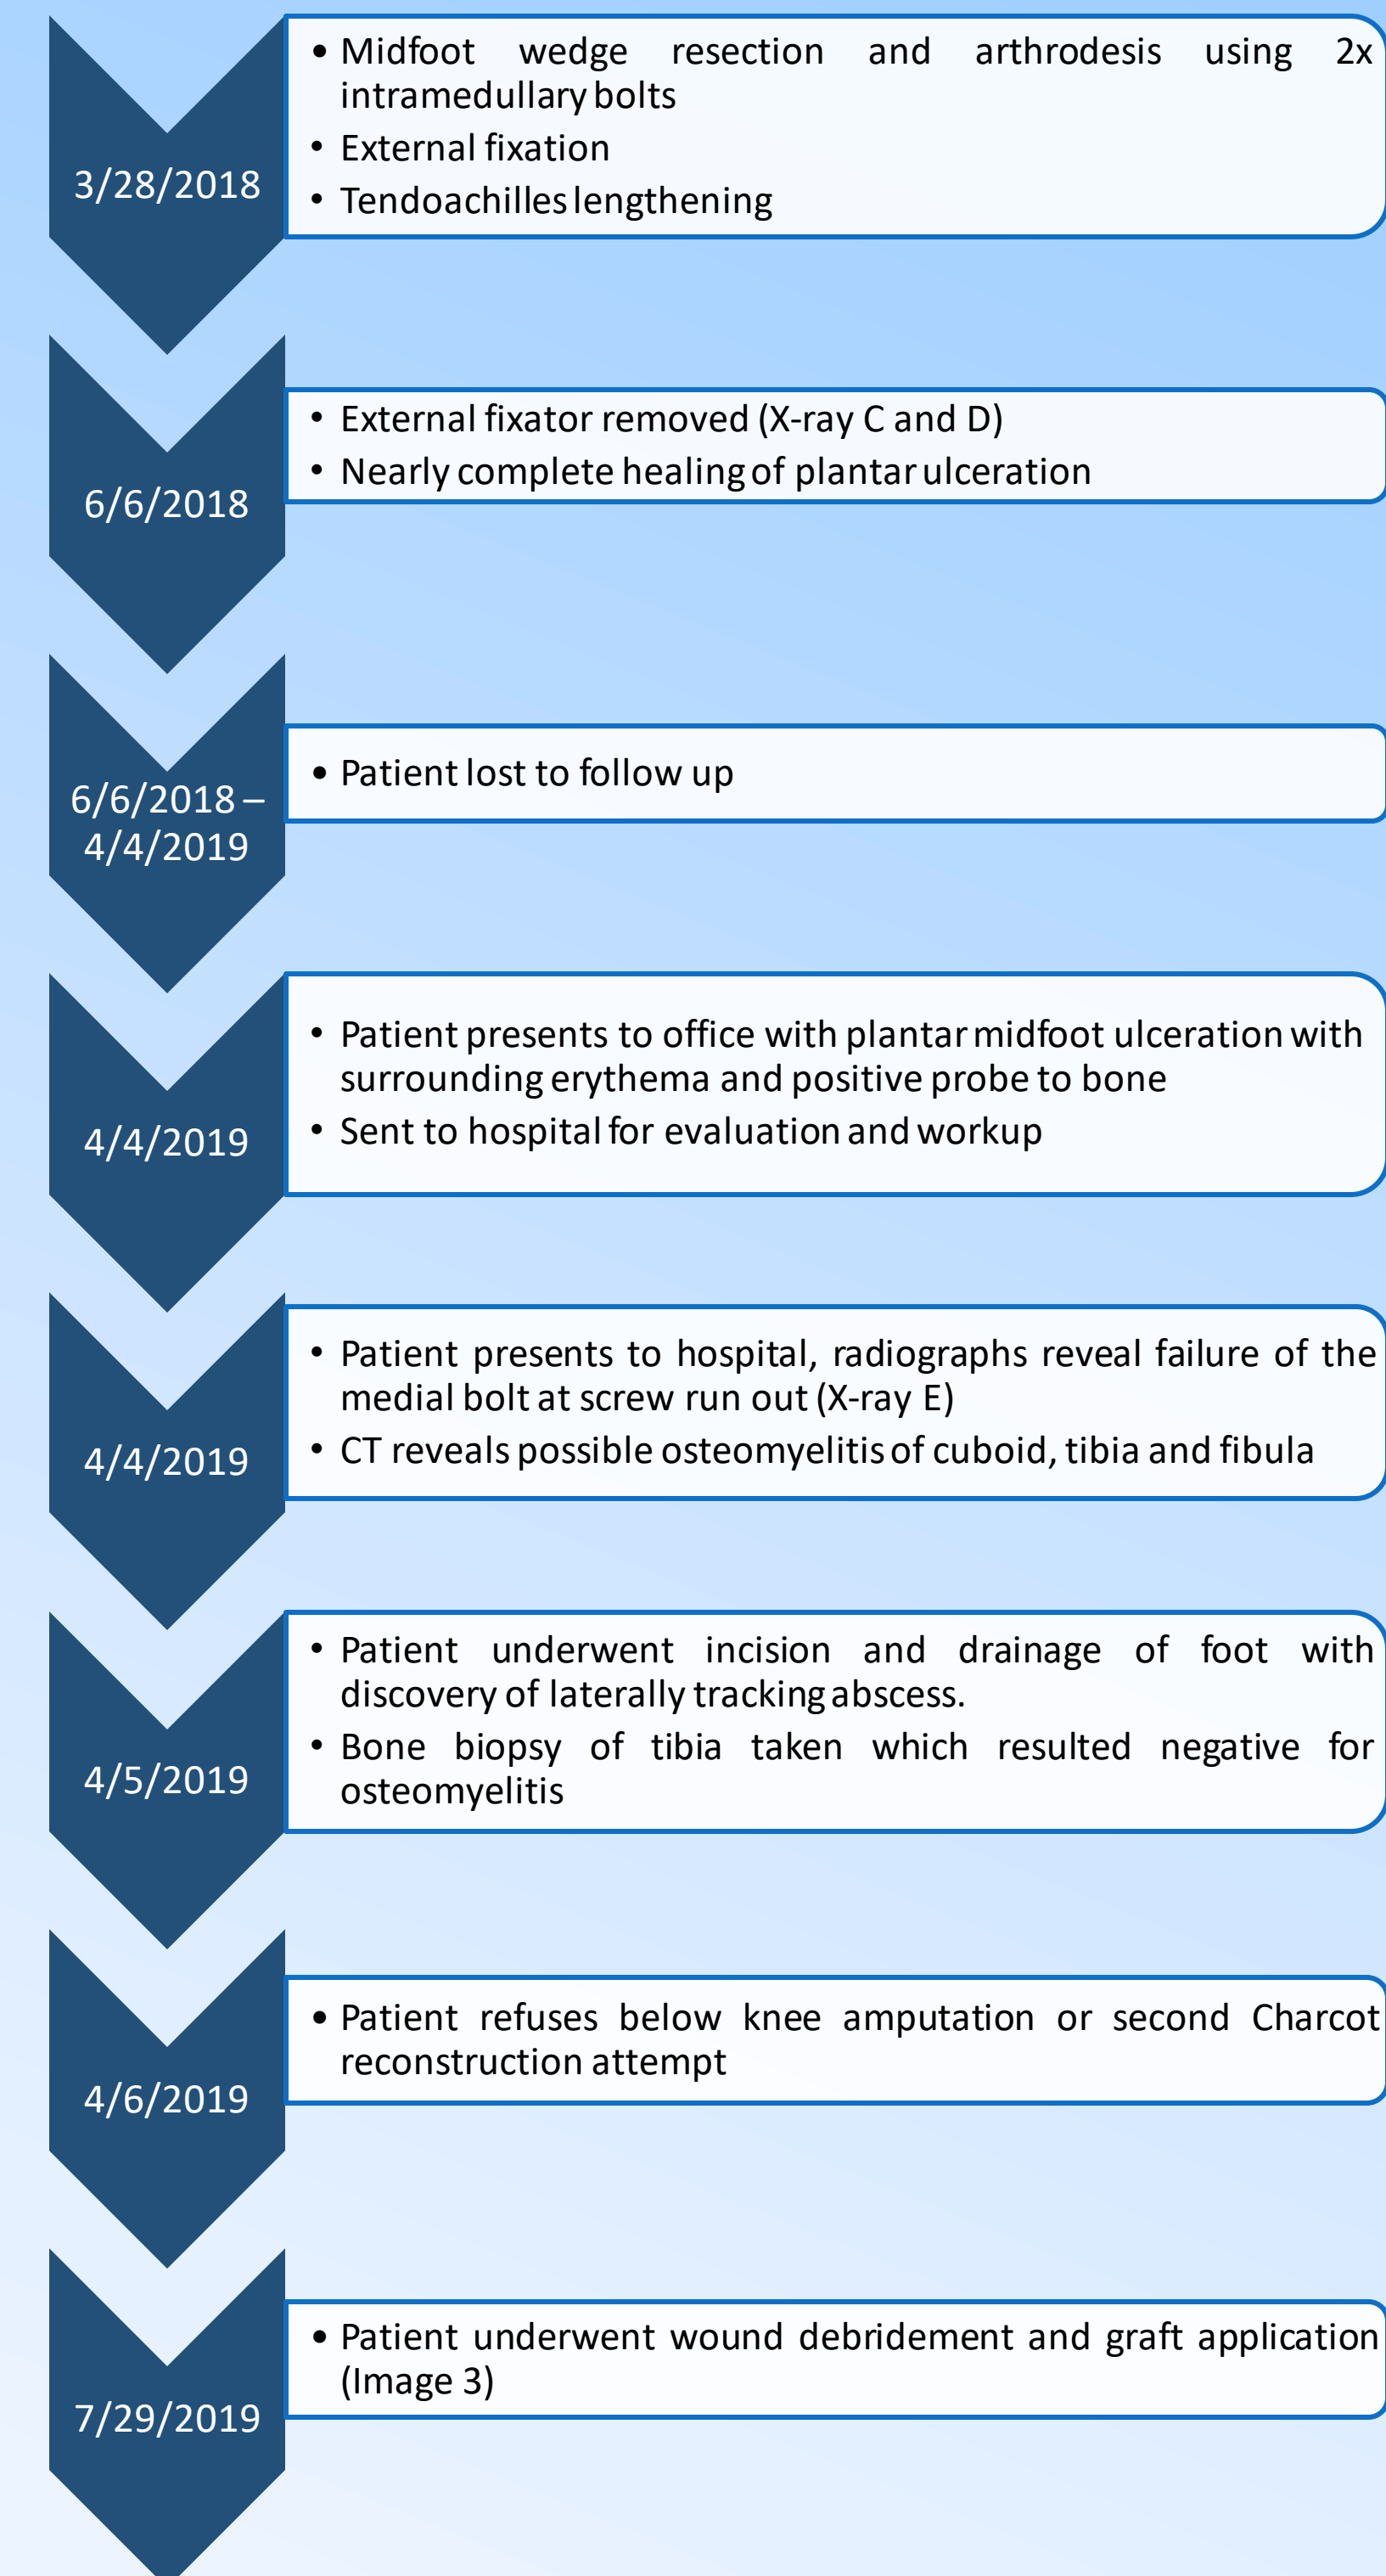 3/28/2018
• Midfoot wedge resection and arthrodesis using 2x
intramedullary bolts
• External fixation
• Tendoachilles lengthening
6/6/2018
• External fixator removed (X-ray C and D)
• Nearly complete healing of plantar ulceration
6/6/2018 –
4/4/2019
• Patient lost to follow up
4/4/2019
• Patient presents to office with plantar midfoot ulceration with
surrounding erythema and positive probe to bone
• Sent to hospital for evaluation and workup
4/4/2019
• Patient presents to hospital, radiographs reveal failure of the
medial bolt at screw run out (X-ray E)
• CT reveals possible osteomyelitis of cuboid, tibia and fibula
4/5/2019
• Patient underwent incision and drainage of foot with
discovery of laterally tracking abscess.
• Bone biopsy of tibia taken which resulted negative for
osteomyelitis
4/6/2019
• Patient refuses below knee amputation or second Charcot
reconstruction attempt
7/29/2019
• Patient underwent wound debridement and graft application
(Image 3)